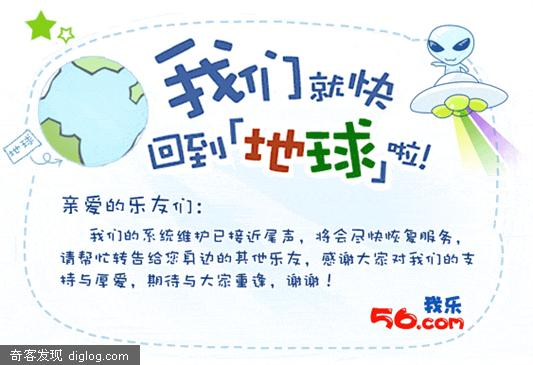 我们就快
回到「地球」啦!
地球
亲爱的乐友们:
我们的系统维护已接近尾声,将会尽快恢复服务,
请帮忙转告给您身边的其他乐友,感谢大家对我们的支
持与厚爱,期待与大家重逢,谢谢!
我乐
56.com
奇客发现 diglog.com